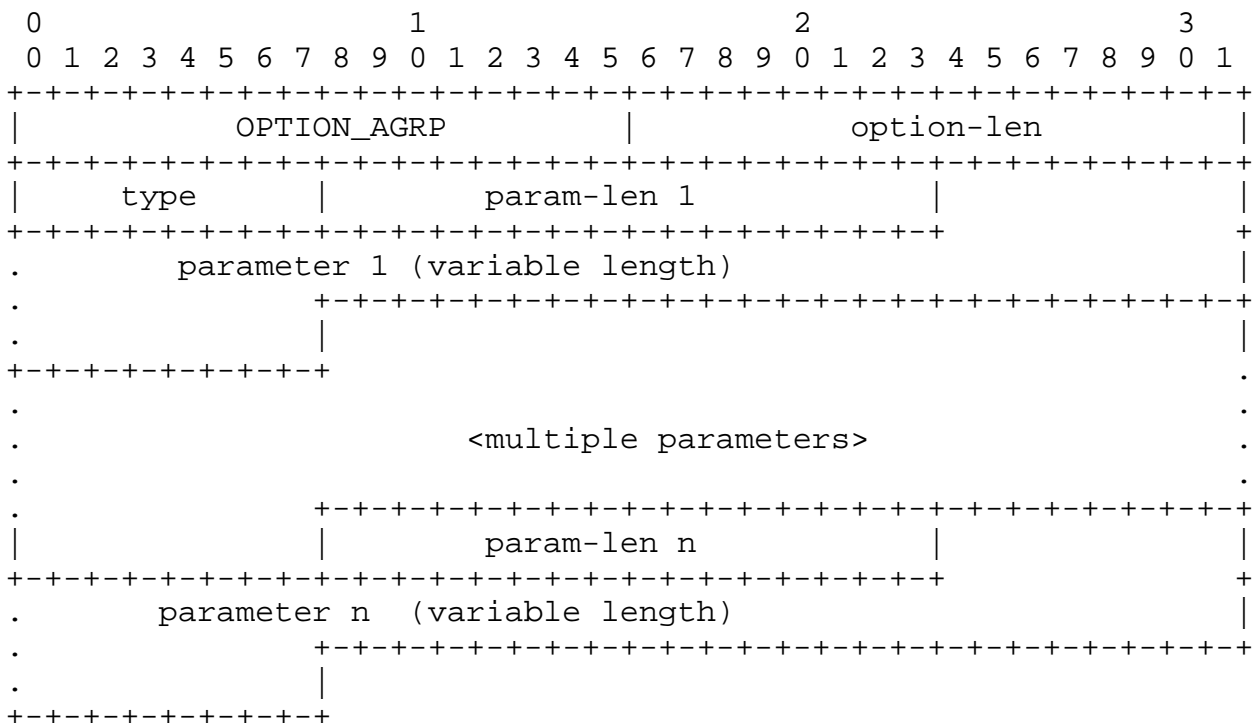 0                   1                   2                   3
0 1 2 3 4 5 6 7 8 9 0 1 2 3 4 5 6 7 8 9 0 1 2 3 4 5 6 7 8 9 0 1
+-+-+-+-+-+-+-+-+-+-+-+-+-+-+-+-+-+-+-+-+-+-+-+-+-+-+-+-+-+-+-+-+
|           OPTION_AGRP         |           option-len          |
+-+-+-+-+-+-+-+-+-+-+-+-+-+-+-+-+-+-+-+-+-+-+-+-+-+-+-+-+-+-+-+-+
|     type      |        param-len 1            |               |
+-+-+-+-+-+-+-+-+-+-+-+-+-+-+-+-+-+-+-+-+-+-+-+-+               +
.        parameter 1 (variable length)                          |
.               +-+-+-+-+-+-+-+-+-+-+-+-+-+-+-+-+-+-+-+-+-+-+-+-+
.               |                                               |
+-+-+-+-+-+-+-+-+                                               .
.                                                               .
.                       <multiple parameters>                   .
.                                                               .
.               +-+-+-+-+-+-+-+-+-+-+-+-+-+-+-+-+-+-+-+-+-+-+-+-+
|               |        param-len n            |               |
+-+-+-+-+-+-+-+-+-+-+-+-+-+-+-+-+-+-+-+-+-+-+-+-+               +
.       parameter n  (variable length)                          |
.               +-+-+-+-+-+-+-+-+-+-+-+-+-+-+-+-+-+-+-+-+-+-+-+-+
.               |
+-+-+-+-+-+-+-+-+